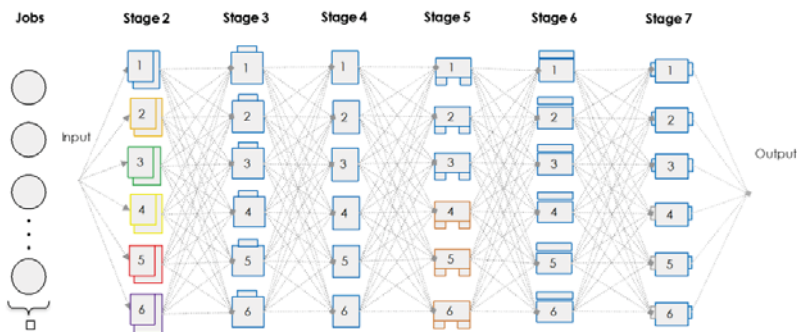 Jobs Stage 2 Stage 3 Stage 4 Stage 5 Stage 6 Stage 7
1 1 1 1 1 1
2 2 2 2 2 2
Input
3 3 3 3 3 3
Output
4 4 4 4 4 4
5 5 5 5 5 5
6 6 6 6 6 6